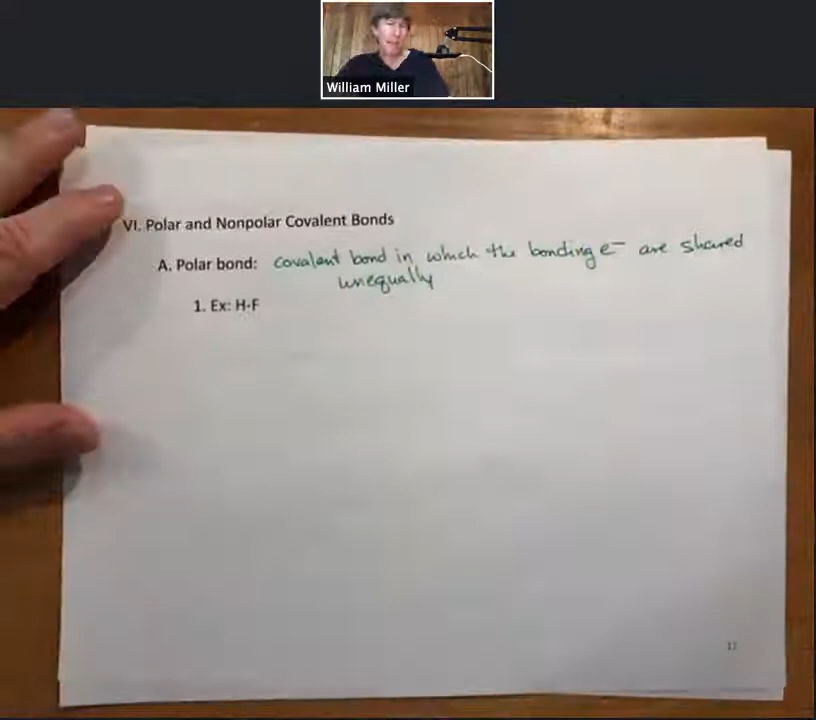 William Miller
VI. Polar and Nonpolar Covalent Bonds
A. Polar bond: covalent bond in which the bonding e⁻ are shared
unequally
1. Ex: H-F